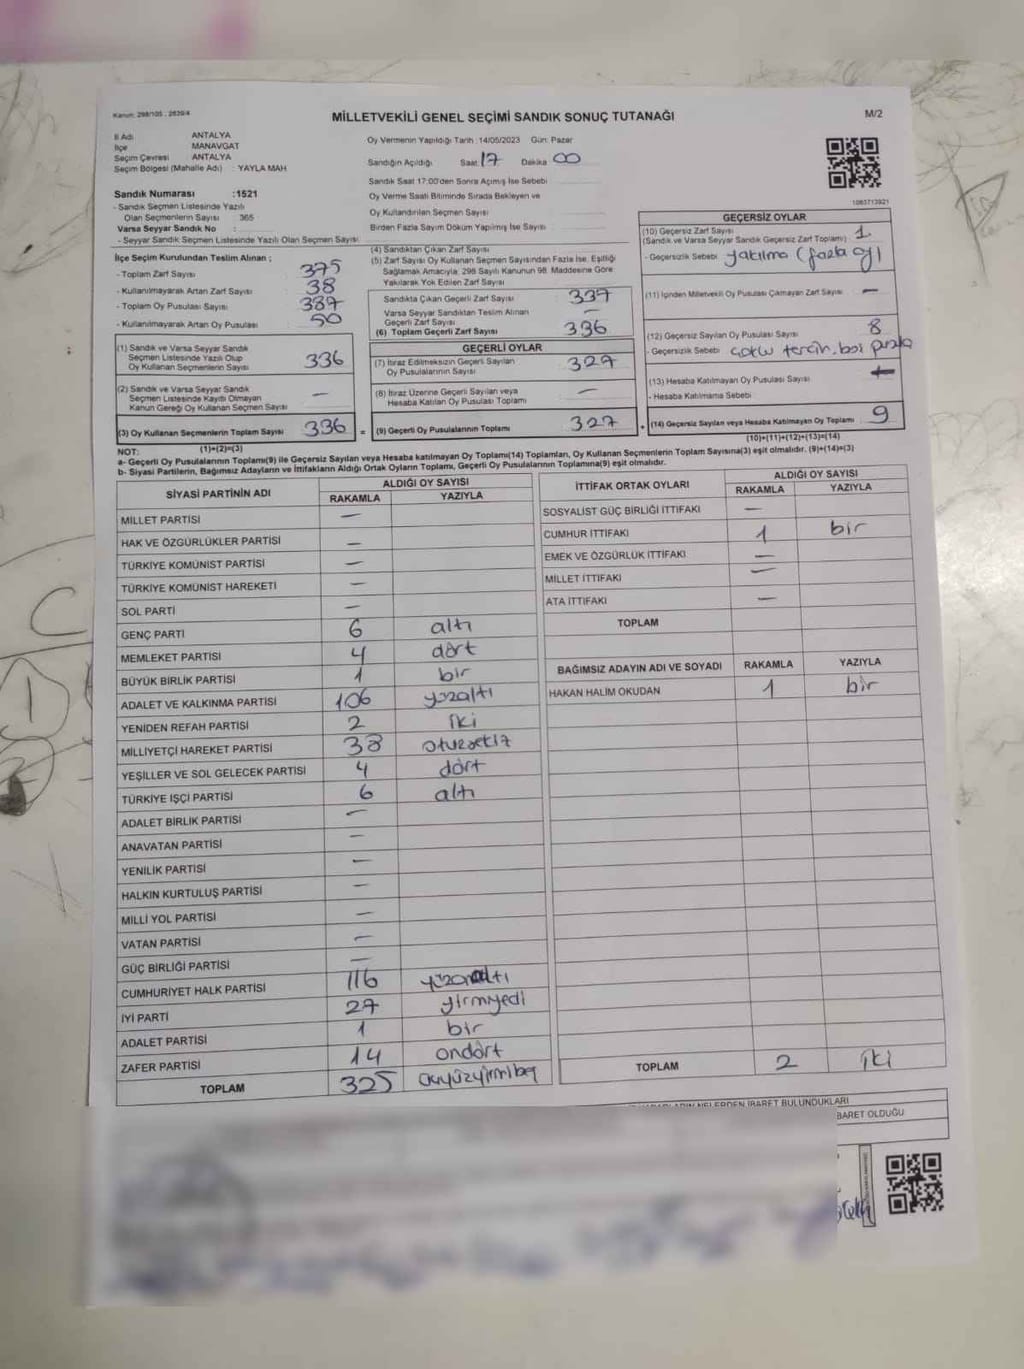 Kanun: 298/105 , 2839/4
MİLLETVEKİLİ GENEL SEÇİMİ SANDIK SONUÇ TUTANAĞI
M/2
İl Adı ANTALYA
İlçe MANAVGAT
Seçim Çevresi ANTALYA
Seçim Bölgesi (Mahalle Adı) : YAYLA MAH
Sandık Numarası :1521
- Sandık Seçmen Listesinde Yazılı
Olan Seçmenlerin Sayısı : 365
Varsa Seyyar Sandık No :
- Seyyar Sandık Seçmen Listesinde Yazılı Olan Seçmen Sayısı
Oy Vermenin Yapıldığı Tarih : 14/05/2023 Gün: Pazar
Sandığın Açıldığı Saat 17 Dakika 00
Sandık Saat 17:00'den Sonra Açılmış İse Sebebi
Oy Verme Saati Bitiminde Sırada Bekleyen ve
Oy Kullandırılan Seçmen Sayısı
Birden Fazla Sayım Döküm Yapılmış İse Sayısı
1083713921
İlçe Seçim Kurulundan Teslim Alınan ;
- Toplam Zarf Sayısı : 375
- Kullanılmayarak Artan Zarf Sayısı : 38
- Toplam Oy Pusulası Sayısı : 387
- Kullanılmayarak Artan Oy Pusulası : 50
(1) Sandık ve Varsa Seyyar Sandık
Seçmen Listesinde Yazılı Olup
Oy Kullanan Seçmenlerin Sayısı 336
(2) Sandık ve Varsa Seyyar Sandık
Seçmen Listesinde Kaydı Olmayan
Kanun Gereği Oy Kullanan Seçmen Sayısı —
(3) Oy Kullanan Seçmenlerin Toplam Sayısı 336 =
(1)+(2)=(3)
(4) Sandıktan Çıkan Zarf Sayısı
(5) Zarf Sayısı Oy Kullanan Seçmen Sayısından Fazla İse, Eşitliği
Sağlamak Amacıyla, 298 Sayılı Kanunun 98. Maddesine Göre
Yakılarak Yok Edilen Zarf Sayısı —
Sandıkta Çıkan Geçerli Zarf Sayısı 337
Varsa Seyyar Sandıktan Teslim Alınan
Geçerli Zarf Sayısı —
(6) Toplam Geçerli Zarf Sayısı 336
GEÇERLİ OYLAR
(7) İtiraz Edilmeksizin Geçerli Sayılan
Oy Pusulalarının Sayısı 327
(8) İtiraz Üzerine Geçerli Sayılan veya
Hesaba Katılan Oy Pusulası Toplamı —
(9) Geçerli Oy Pusulalarının Toplamı 327 +
GEÇERSİZ OYLAR
(10) Geçersiz Zarf Sayısı
(Sandık ve Varsa Seyyar Sandık Geçersiz Zarf Toplamı) 1
- Geçersizlik Sebebi yakılma (fazla oy)
(11) İçinden Milletvekili Oy Pusulası Çıkmayan Zarf Sayısı —
(12) Geçersiz Sayılan Oy Pusulası Sayısı 8
- Geçersizlik Sebebi çoklu tercih, boş pusula
(13) Hesaba Katılmayan Oy Pusulası Sayısı
- Hesaba Katılmama Sebebi
(14) Geçersiz Sayılan veya Hesaba Katılmayan Oy Toplamı 9
(10)+(11)+(12)+(13)=(14)
NOT:
a- Geçerli Oy Pusulalarının Toplamı(9) ile Geçersiz Sayılan veya Hesaba Katılmayan Oy Toplamı(14) Toplamları, Oy Kullanan Seçmenlerin Toplam Sayısına(3) eşit olmalıdır. (9)+(14)=(3)
b- Siyasi Partilerin, Bağımsız Adayların ve İttifakların Aldığı Ortak Oyların Toplamı, Geçerli Oy Pusulalarının Toplamına(9) eşit olmalıdır.
SİYASİ PARTİNİN ADI ALDIĞI OY SAYISI
RAKAMLA YAZIYLA
MİLLET PARTİSİ —
HAK VE ÖZGÜRLÜKLER PARTİSİ —
TÜRKİYE KOMÜNİST PARTİSİ —
TÜRKİYE KOMÜNİST HAREKETİ —
SOL PARTİ —
GENÇ PARTİ 6 altı
MEMLEKET PARTİSİ 4 dört
BÜYÜK BİRLİK PARTİSİ 1 bir
ADALET VE KALKINMA PARTİSİ 106 yüzaltı
YENİDEN REFAH PARTİSİ 2 iki
MİLLİYETÇİ HAREKET PARTİSİ 38 otuzsekiz
YEŞİLLER VE SOL GELECEK PARTİSİ 4 dört
TÜRKİYE İŞÇİ PARTİSİ 6 altı
ADALET BİRLİK PARTİSİ —
ANAVATAN PARTİSİ —
YENİLİK PARTİSİ —
HALKIN KURTULUŞ PARTİSİ —
MİLLİ YOL PARTİSİ —
VATAN PARTİSİ —
GÜÇ BİRLİĞİ PARTİSİ —
CUMHURİYET HALK PARTİSİ 116 yüzonaltı
İYİ PARTİ 27 yirmiyedi
ADALET PARTİSİ 1 bir
ZAFER PARTİSİ 14 ondört
TOPLAM 325 üçyüzyirmibeş
İTTİFAK ORTAK OYLARI ALDIĞI OY SAYISI
RAKAMLA YAZIYLA
SOSYALİST GÜÇ BİRLİĞİ İTTİFAKI —
CUMHUR İTTİFAKI 1 bir
EMEK VE ÖZGÜRLÜK İTTİFAKI —
MİLLET İTTİFAKI —
ATA İTTİFAKI —
TOPLAM
BAĞIMSIZ ADAYIN ADI VE SOYADI RAKAMLA YAZIYLA
HAKAN HALİM OKUDAN 1 bir
TOPLAM 2 iki
NELERDEN İBARET BULUNDUKLARI
İBARET OLDUĞU